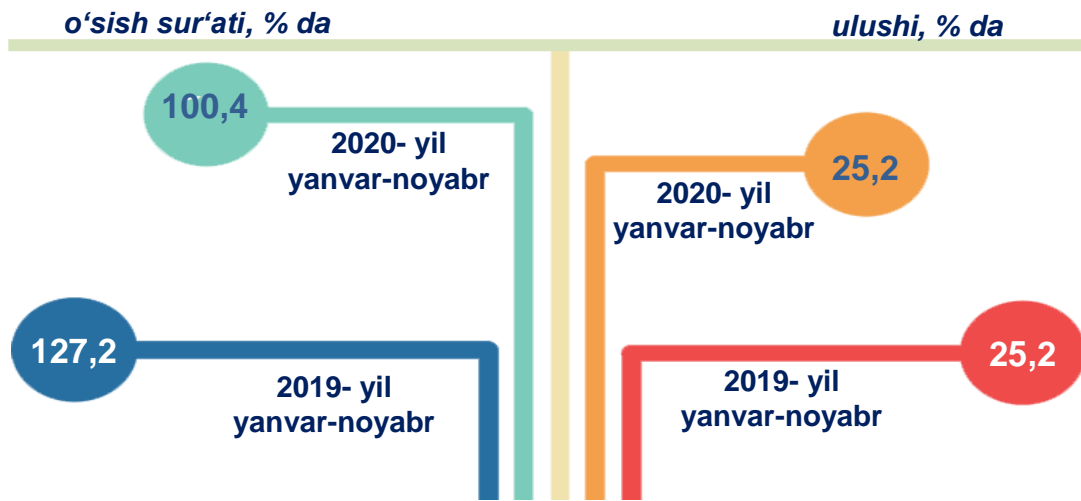 o‘sish sur‘ati, % da
ulushi, % da
100,4
2020- yil
yanvar-noyabr
25,2
2020- yil
yanvar-noyabr
127,2
2019- yil
yanvar-noyabr
25,2
2019- yil
yanvar-noyabr